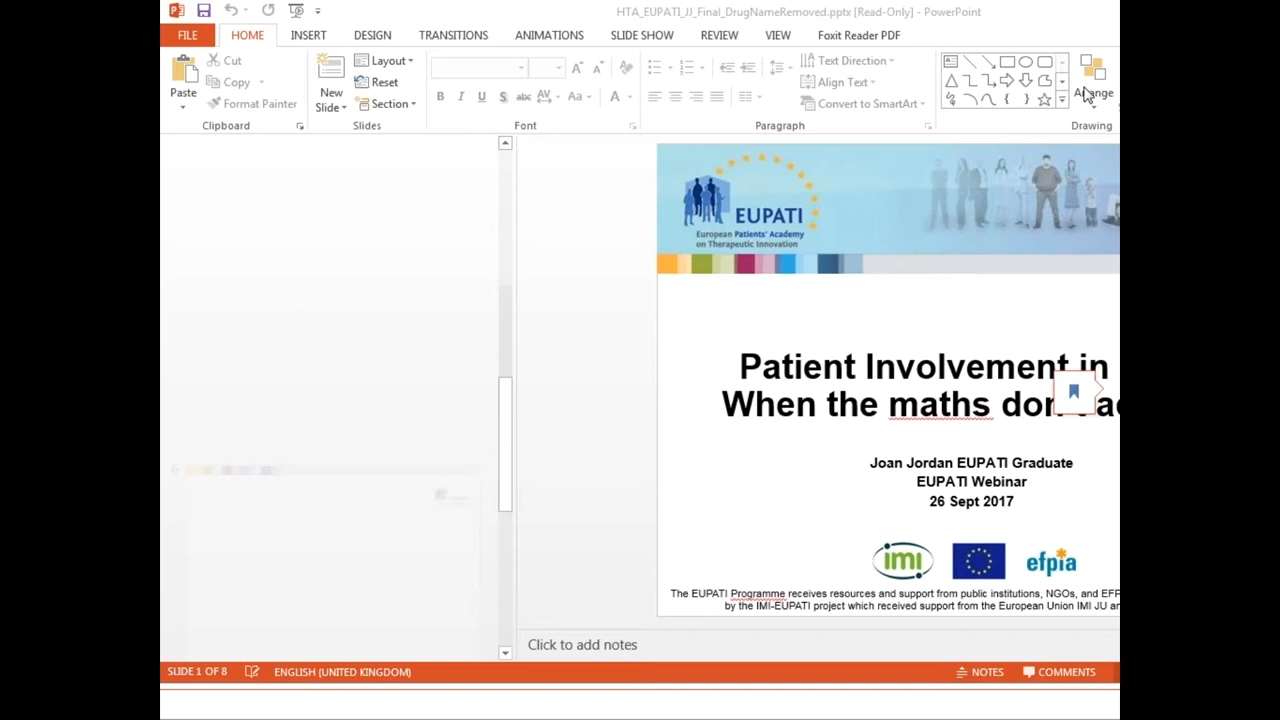 HTA_EUPATI_JJ_Final_DrugNameRemoved.pptx [Read-Only] - PowerPoint
FILE HOME INSERT DESIGN TRANSITIONS ANIMATIONS SLIDE SHOW REVIEW VIEW Foxit Reader PDF
Cut
Copy
Format Painter
Paste
Clipboard
New
Slide
Layout
Reset
Section
Slides
B I U S abc AV Aa A
Font
Text Direction
Align Text
Convert to SmartArt
Paragraph
Arrange
Drawing
EUPATI
European Patients' Academy
on Therapeutic Innovation
Patient Involvement in
When the maths don
Joan Jordan EUPATI Graduate
EUPATI Webinar
26 Sept 2017
imi
efpia
The EUPATI Programme receives resources and support from public institutions, NGOs, and EFP
by the IMI-EUPATI project which received support from the European Union IMI JU an
6
Click to add notes
SLIDE 1 OF 8 ENGLISH (UNITED KINGDOM) NOTES COMMENTS